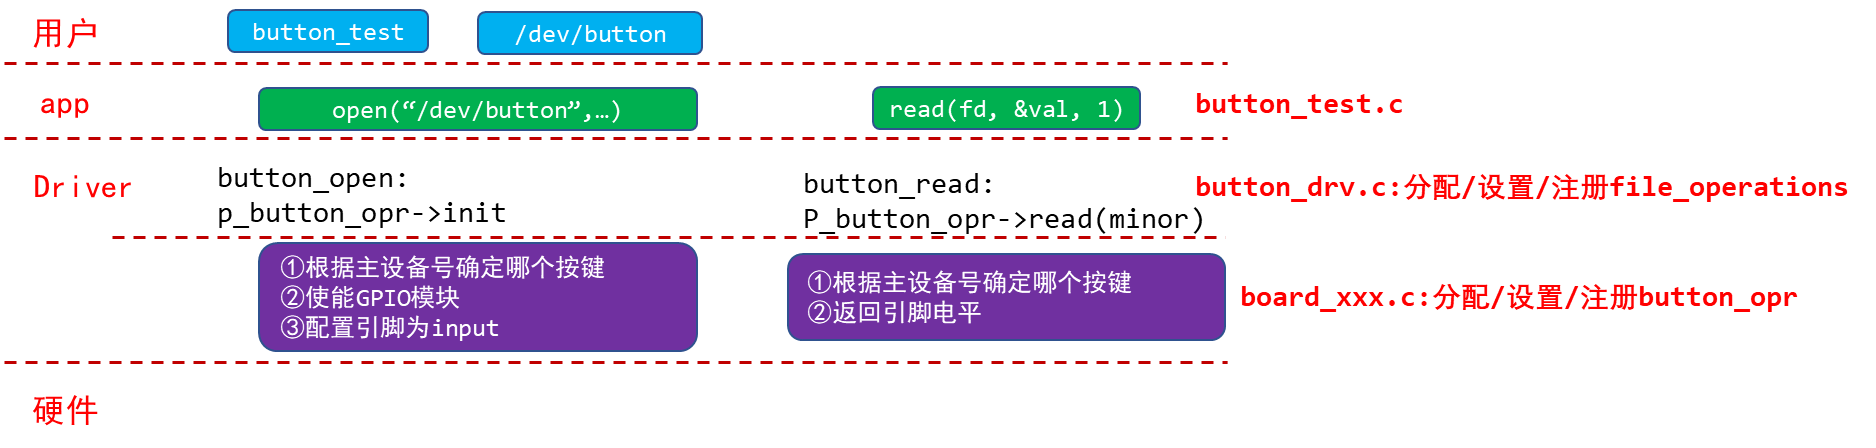 用户
button_test
/dev/button
app
open(“/dev/button”,…)
read(fd, &val, 1)
button_test.c
Driver
button_open:
p_button_opr->init
button_read:
P_button_opr->read(minor)
button_drv.c:分配/设置/注册file_operations
①根据主设备号确定哪个按键
②使能GPIO模块
③配置引脚为input
①根据主设备号确定哪个按键
②返回引脚电平
board_xxx.c:分配/设置/注册button_opr
硬件